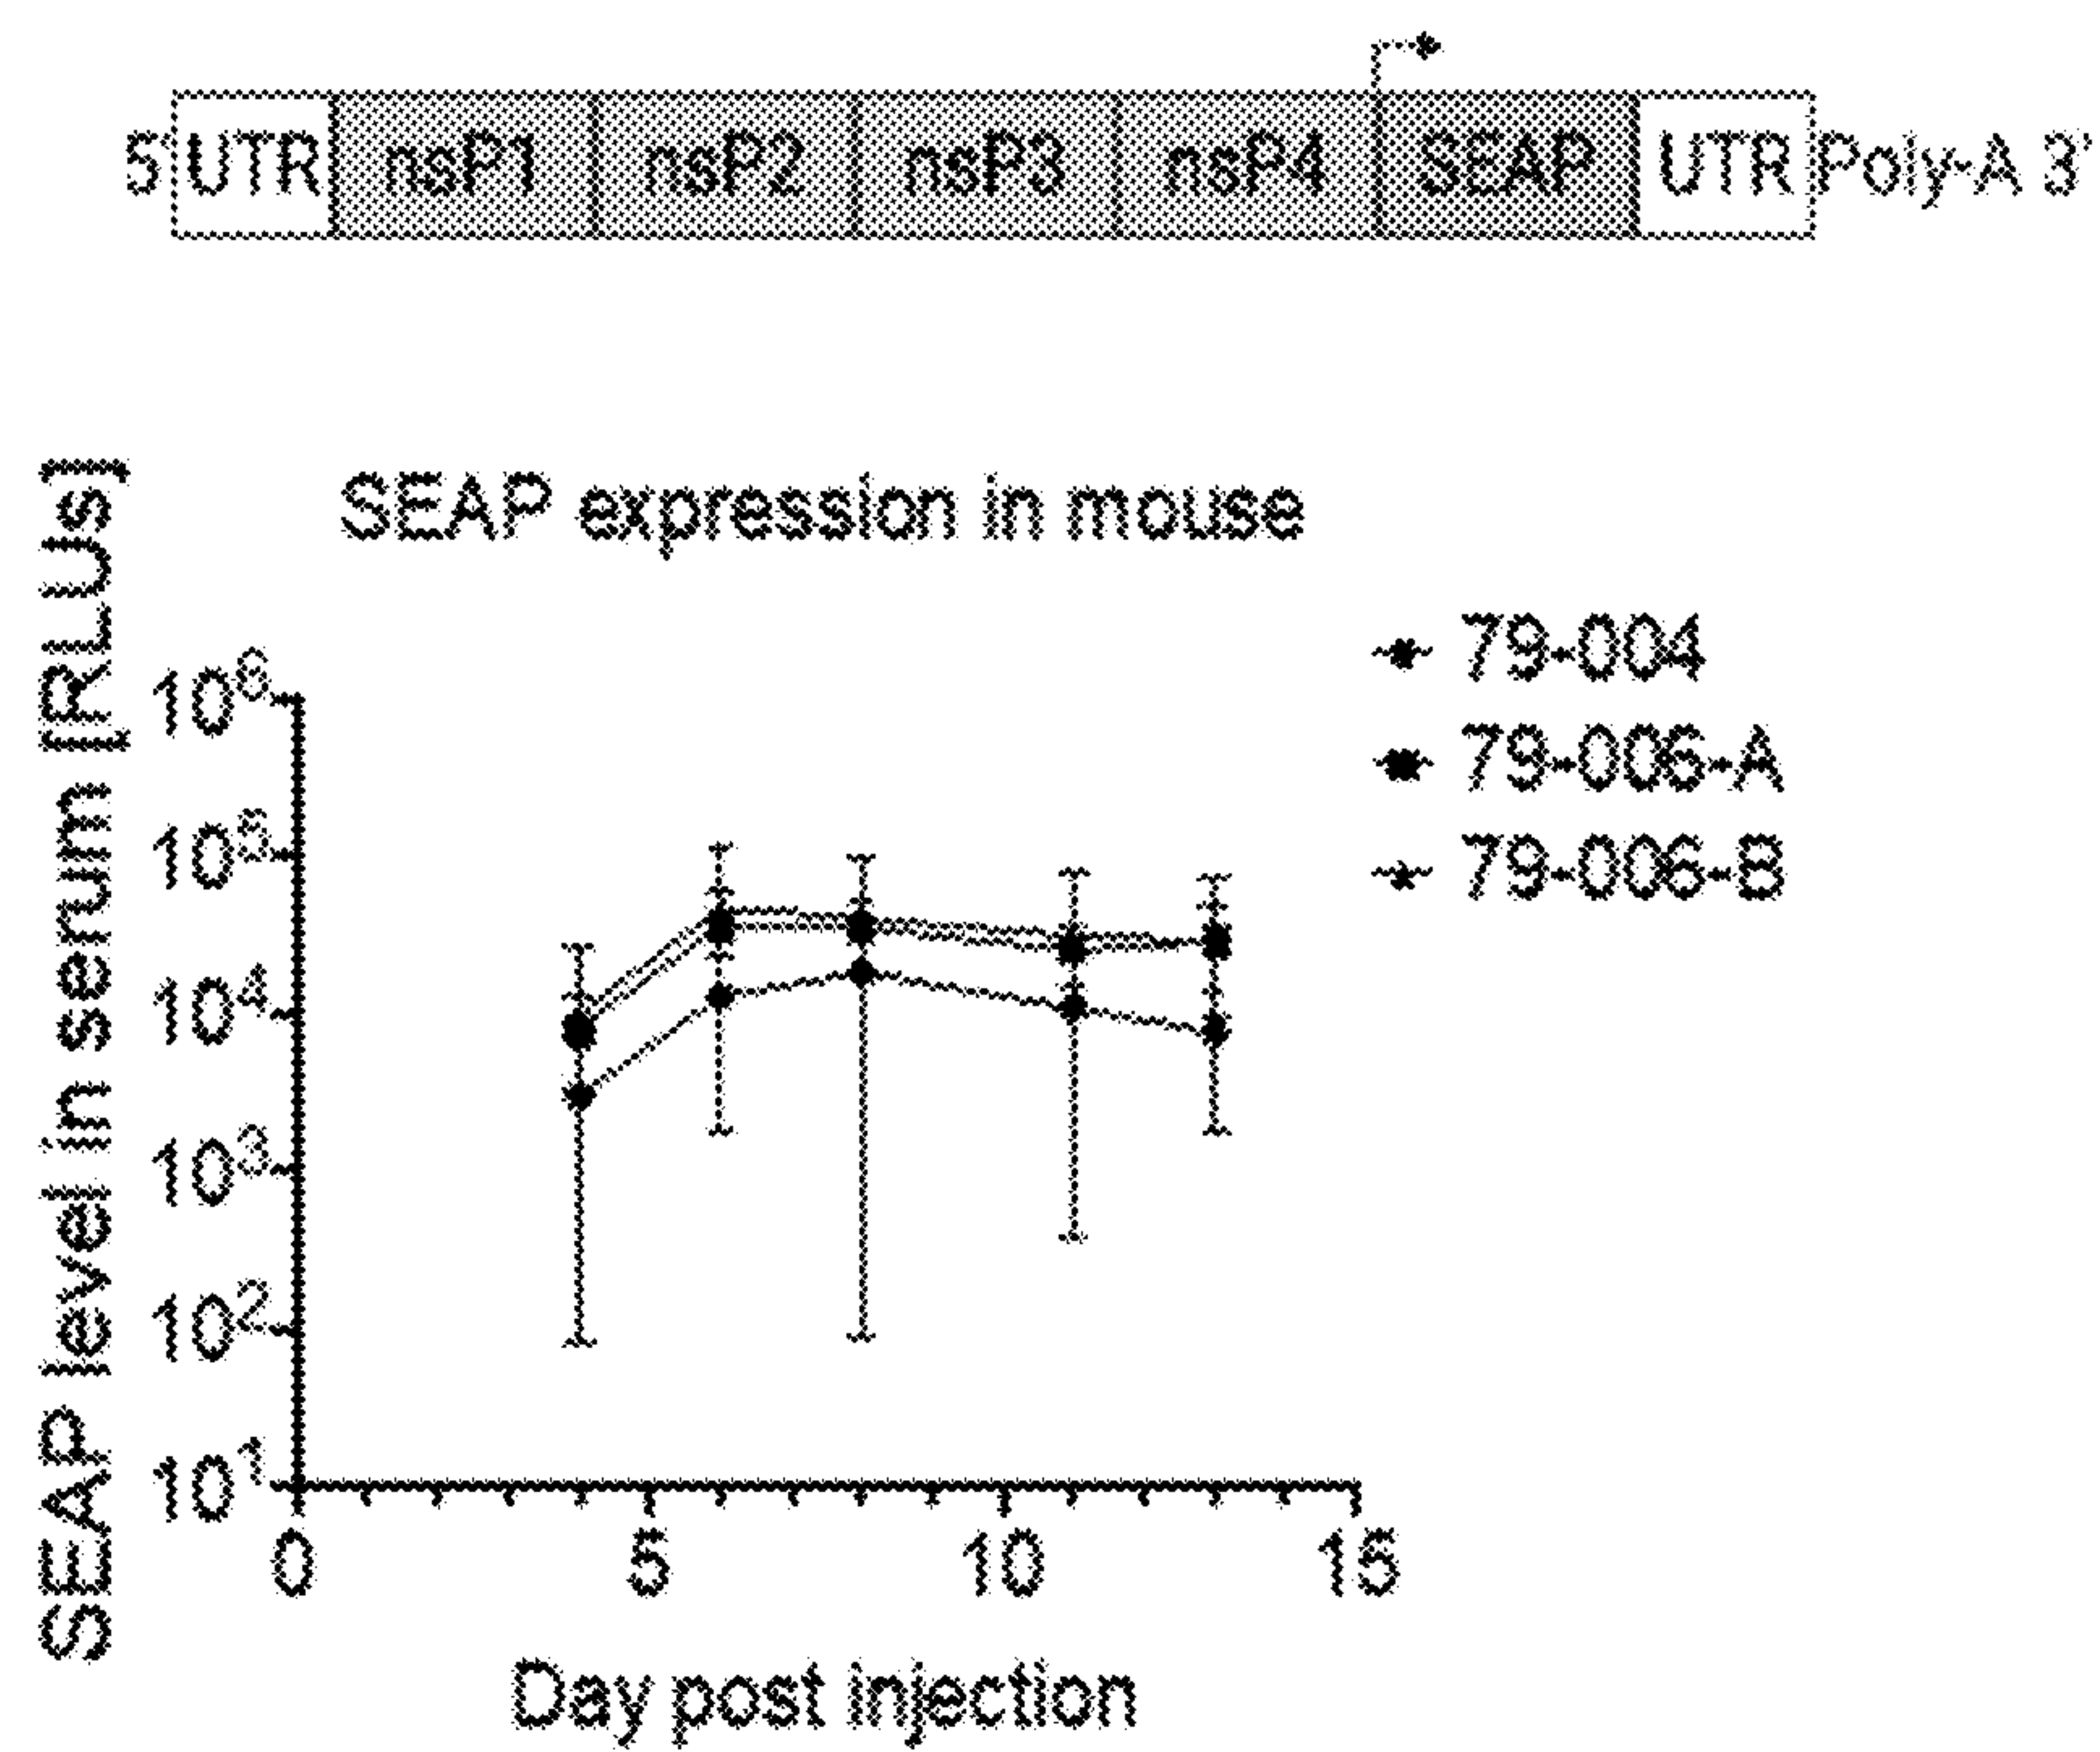 5' UTR nsP1 nsP2 nsP3 nsP4 SEAP UTR Poly-A 3'
SEAP expression in mouse
SEAP level in serum [RLUs]
79-004
79-006-A
79-006-B
10^6
10^5
10^4
10^3
10^2
10^1
0 5 10 15
Day post injection